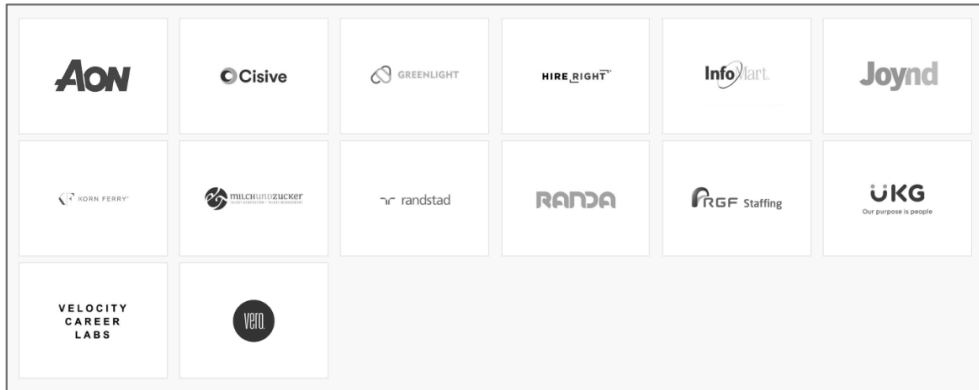 AON
Cisive
GREENLIGHT
HIRE RIGHT
InfoMart
Joynd
KORN FERRY
MILCHUNDZUCKER
randstad
RANDA
RGF Staffing
UKG
Our purpose is people
VELOCITY
CAREER
LABS
vero